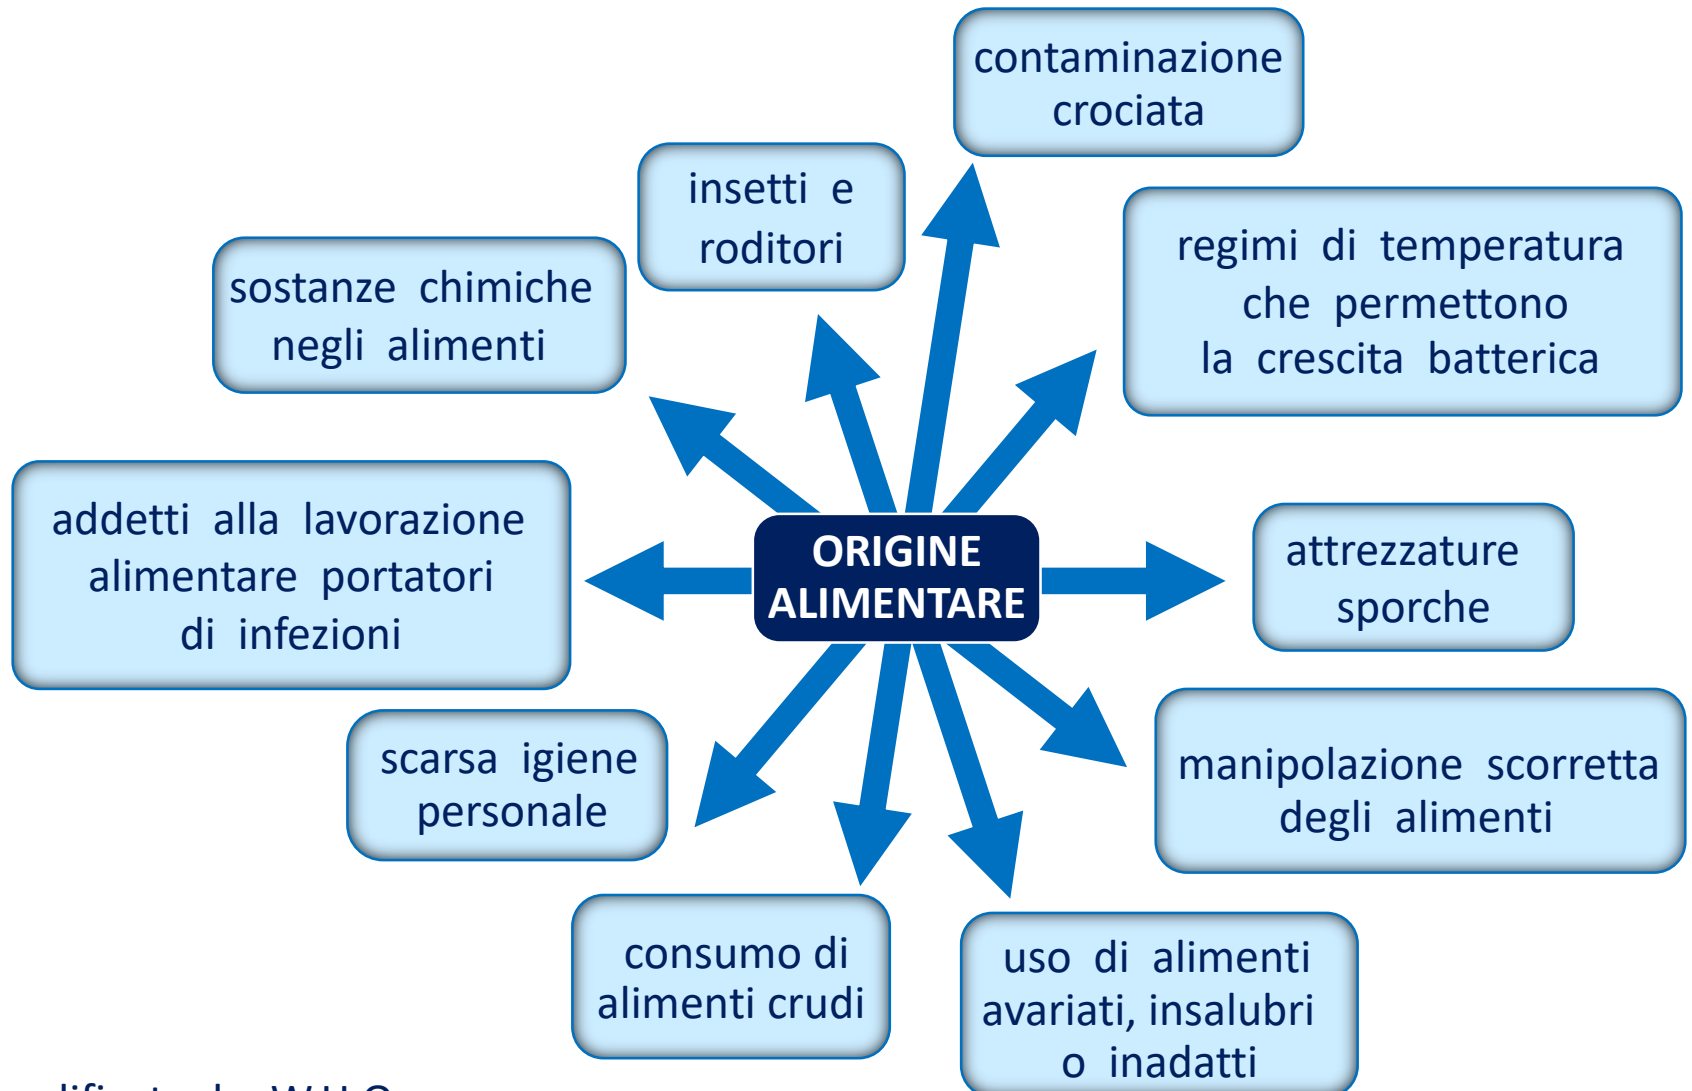 contaminazione
crociata
insetti e
roditori
regimi di temperatura
che permettono
la crescita batterica
sostanze chimiche
negli alimenti
addetti alla lavorazione
alimentare portatori
di infezioni
ORIGINE
ALIMENTARE
attrezzature
sporche
scarsa igiene
personale
manipolazione scorretta
degli alimenti
consumo di
alimenti crudi
uso di alimenti
avariati, insalubri
o inadatti